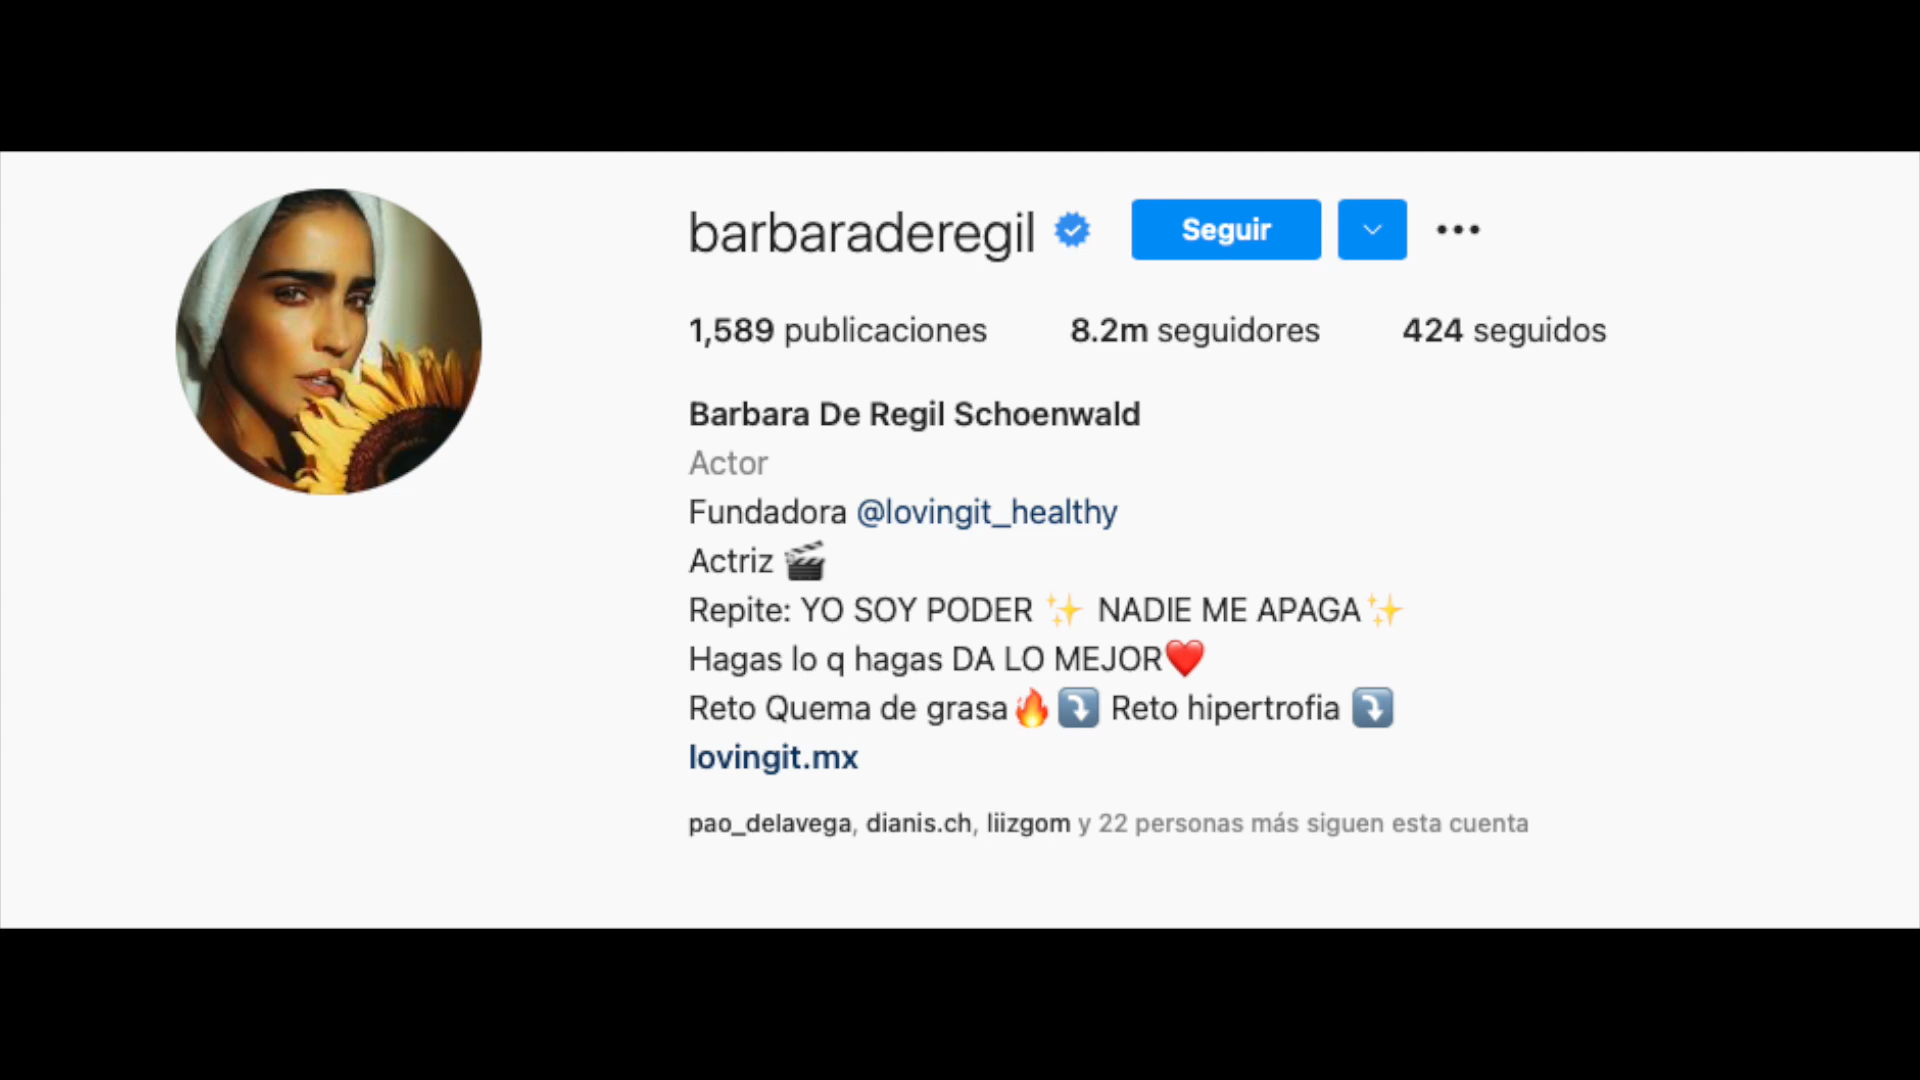 barbaraderegil Seguir
1,589 publicaciones 8.2m seguidores 424 seguidos
Barbara De Regil Schoenwald
Actor
Fundadora @lovingit_healthy
Actriz 🎬
Repite: YO SOY PODER ✨ NADIE ME APAGA✨
Hagas lo q hagas DA LO MEJOR❤️
Reto Quema de grasa🔥⤵️ Reto hipertrofia ⤵️
lovingit.mx
pao_delavega, dianis.ch, liizgom y 22 personas más siguen esta cuenta